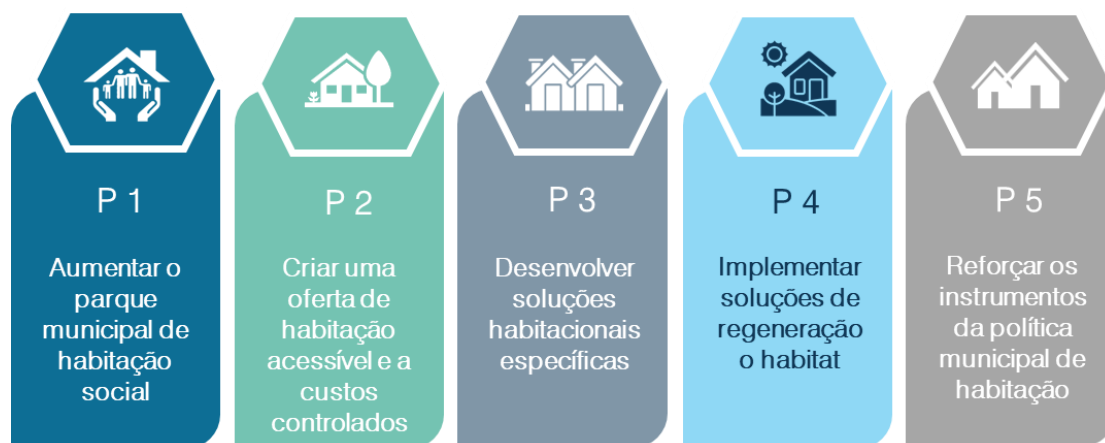 P 1
Aumentar o
parque
municipal de
habitação
social
P 2
Criar uma
oferta de
habitação
acessível e a
custos
controlados
P 3
Desenvolver
soluções
habitacionais
específicas
P 4
Implementar
soluções de
regeneração
o habitat
P 5
Reforçar os
instrumentos
da política
municipal de
habitação